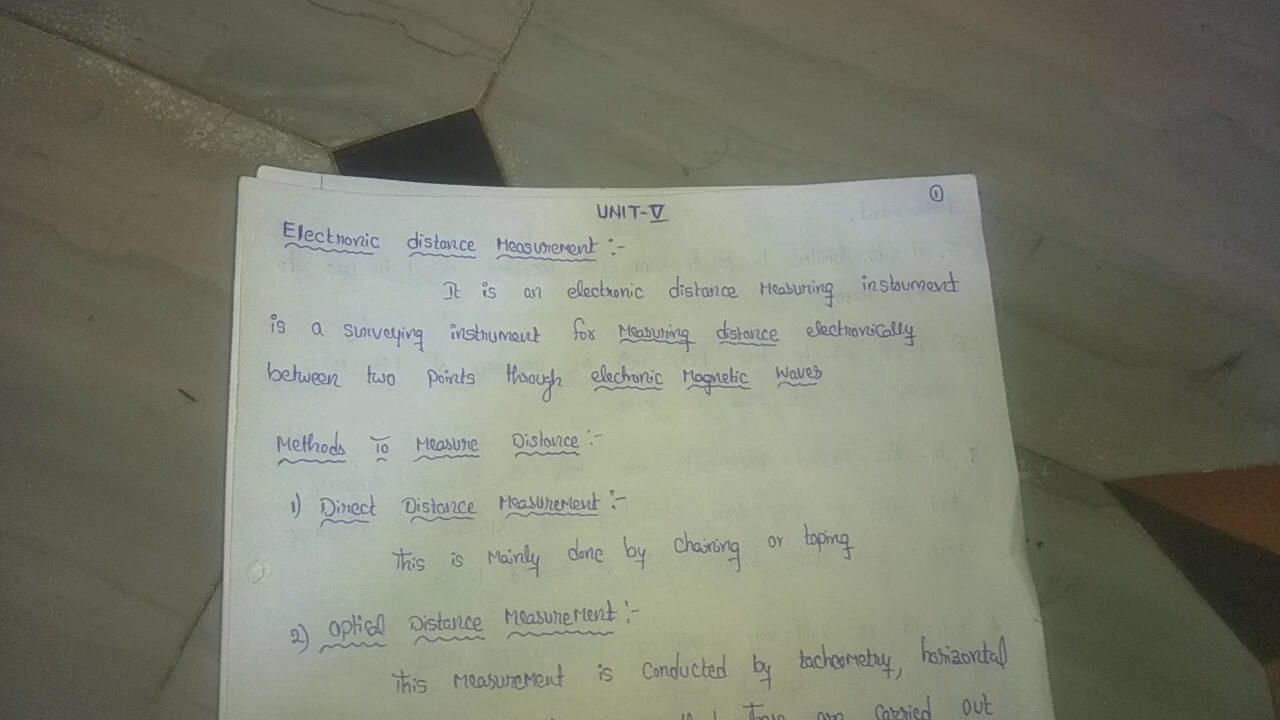 ①
UNIT-V
Electronic distance Measurement :-
It is an electronic distance Measuring instrument
is a surveying instrument for Measuring distance electronically
between two points through electronic Magnetic Waves
Methods To Measure Distance :-
1) Direct Distance Measurement :-
This is Mainly done by chaining or taping
2) Optical Distance Measurement :-
This Measurement is conducted by tacheometry, horizontal
carried out